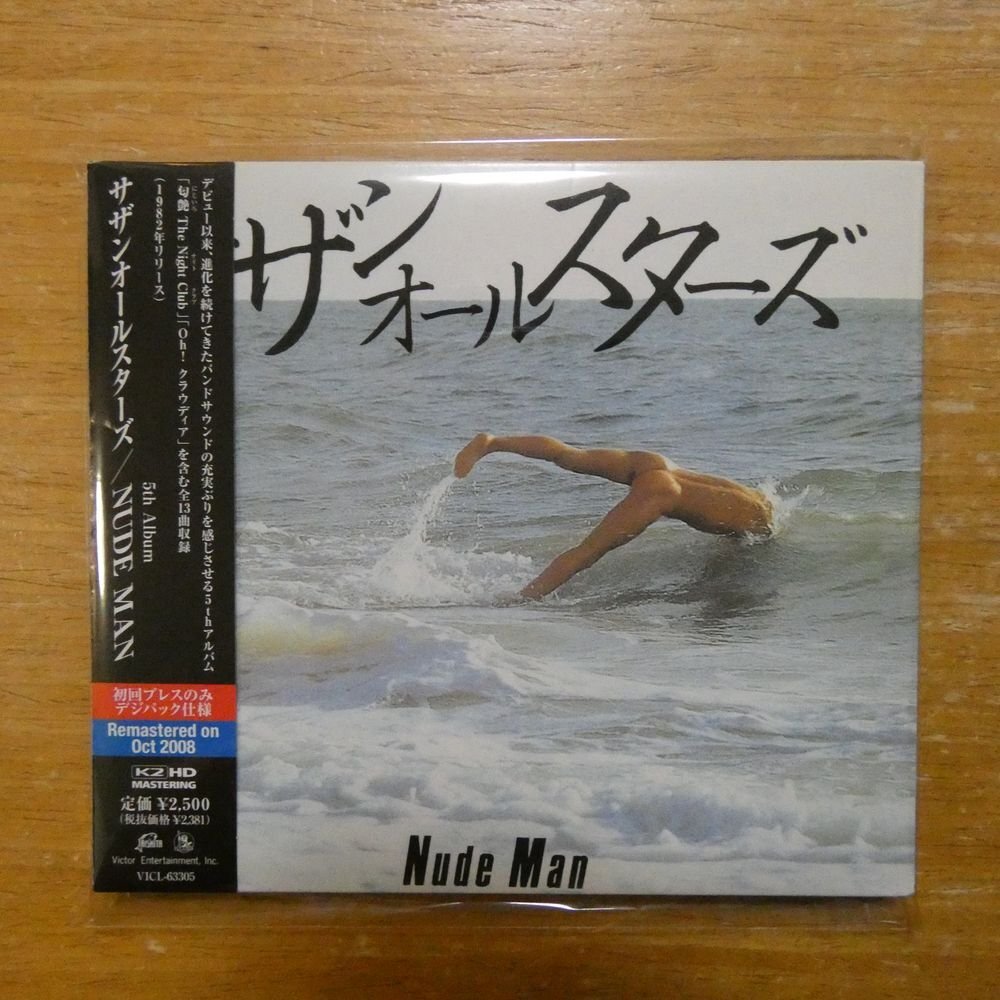 サザン
オールスターズ
Nude Man
デビュー以来、進化を続けてきたバンドサウンドの充実ぶりを感じさせる5thアルバム
「匂艶 The Night Club」「Oh! クラウディア」を含む全13曲収録
(1982年リリース)
5th Album
サザンオールスターズ/NUDE MAN
初回プレスのみ
デジパック仕様
Remastered on
Oct 2008
K2 HD
MASTERING
定価 ¥2,500
(税抜価格 ¥2,381)
Victor Entertainment, Inc.
VICL-63305